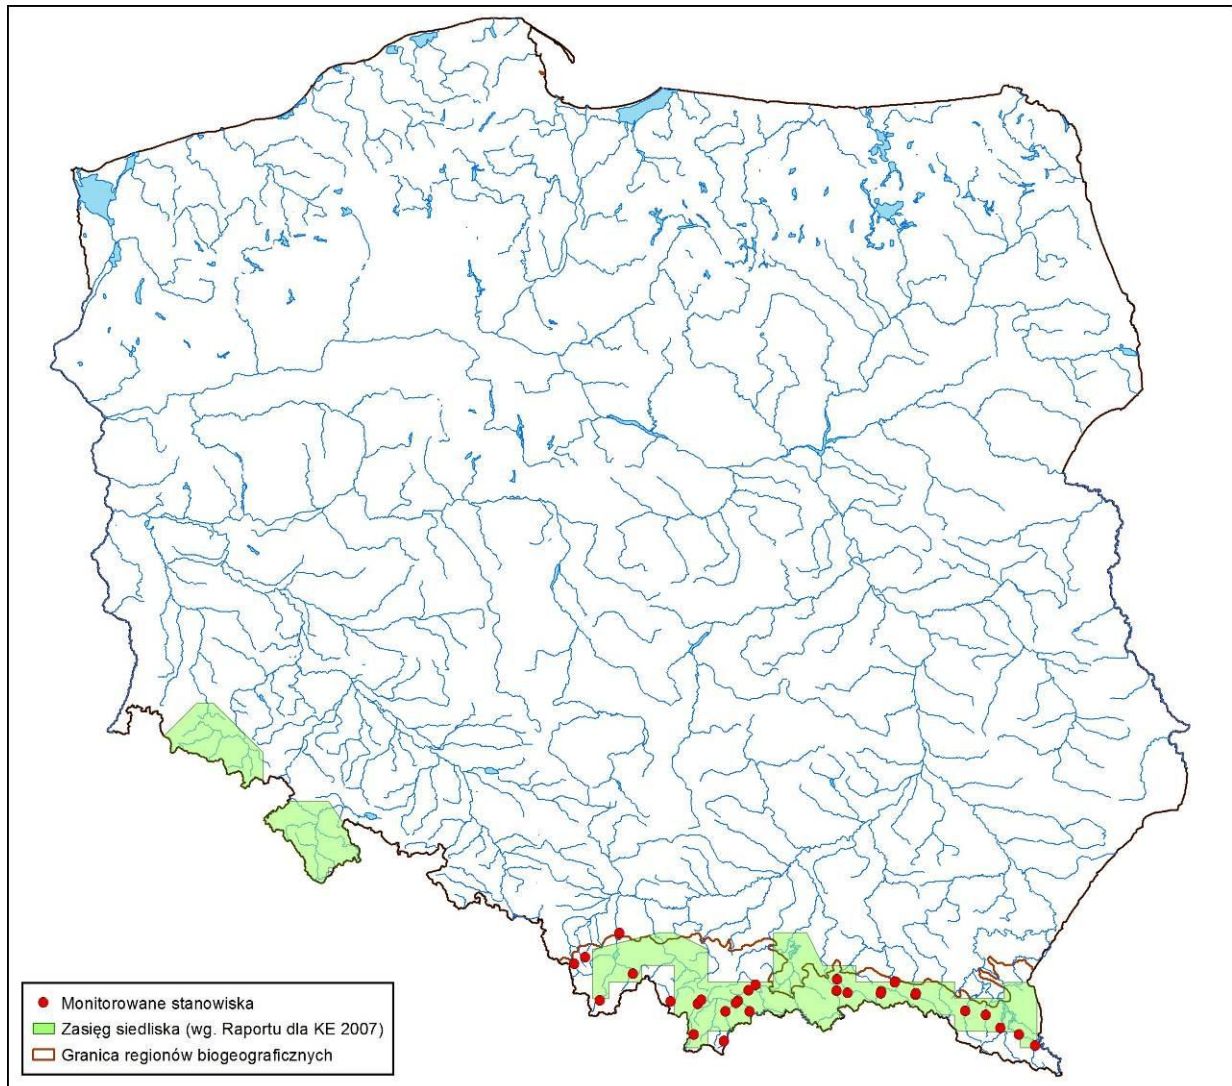 Monitorowane stanowiska
Zasięg siedliska (wg. Raportu dla KE 2007)
Granica regionów biogeograficznych